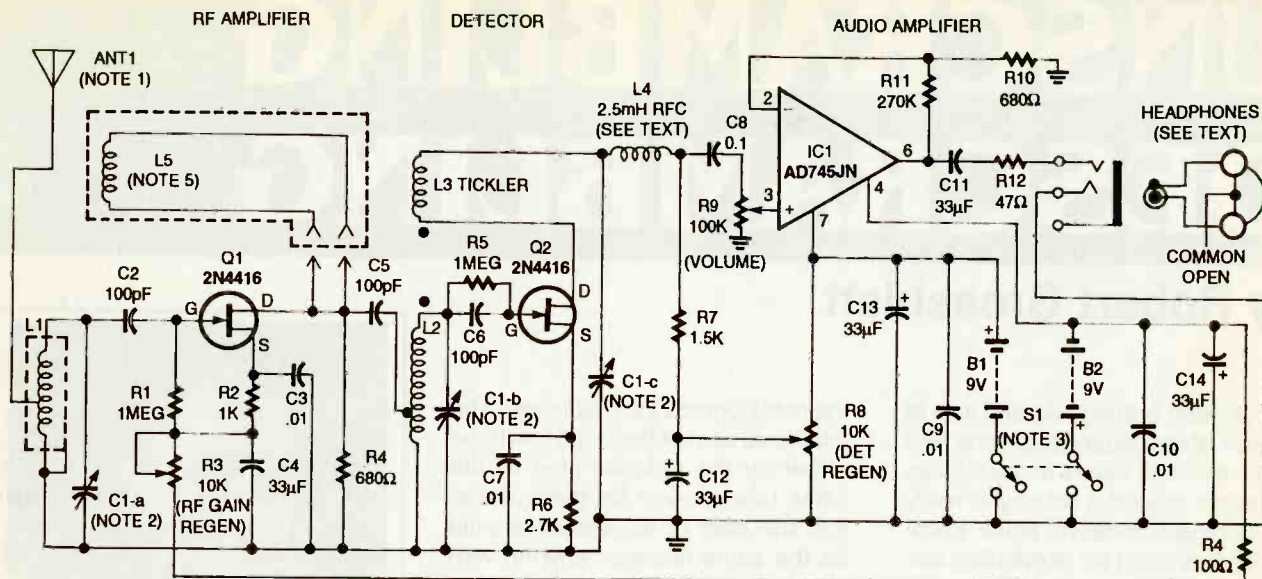 RF AMPLIFIER
DETECTOR
AUDIO AMPLIFIER
ANT1
(NOTE 1)
L5
(NOTE 5)
L1
C1-a
(NOTE 2)
C2
100pF
R1
1MEG
R3
10K
(RF GAIN
REGEN)
Q1
2N4416
G
D
S
R2
1K
C3
.01
C4
33µF
R4
680Ω
C5
100pF
L3 TICKLER
L2
C1-b
(NOTE 2)
R5
1MEG
C6
100pF
Q2
2N4416
G
D
S
C7
.01
R6
2.7K
C1-c
(NOTE 2)
L4
2.5mH RFC
(SEE TEXT)
C8
0.1
R9
100K
(VOLUME)
R7
1.5K
C12
33µF
+
R8
10K
(DET
REGEN)
2
-
3
+
IC1
AD745JN
6
4
7
R11
270K
R10
680Ω
C11
33µF
R12
47Ω
HEADPHONES
(SEE TEXT)
COMMON
OPEN
C13
33µF
+
C9
.01
+
B1
9V
-
-
B2
9V
+
S1
(NOTE 3)
C10
.01
C14
33µF
+
R4
100Ω